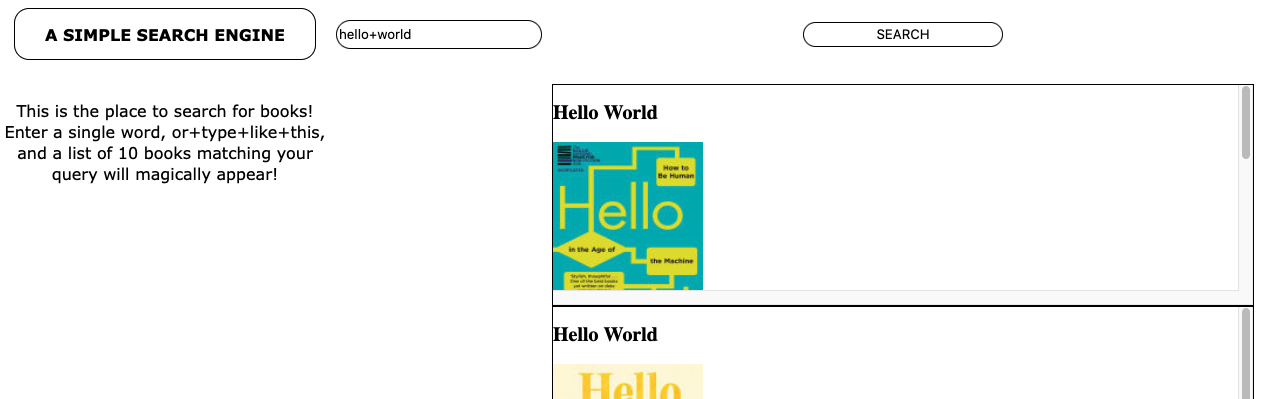 A SIMPLE SEARCH ENGINE
hello+world
SEARCH
This is the place to search for books!
Enter a single word, or+type+like+this,
and a list of 10 books matching your
query will magically appear!
Hello World
How to
Be Human
Hello
in the Age of
the Machine
Hello World
Hello